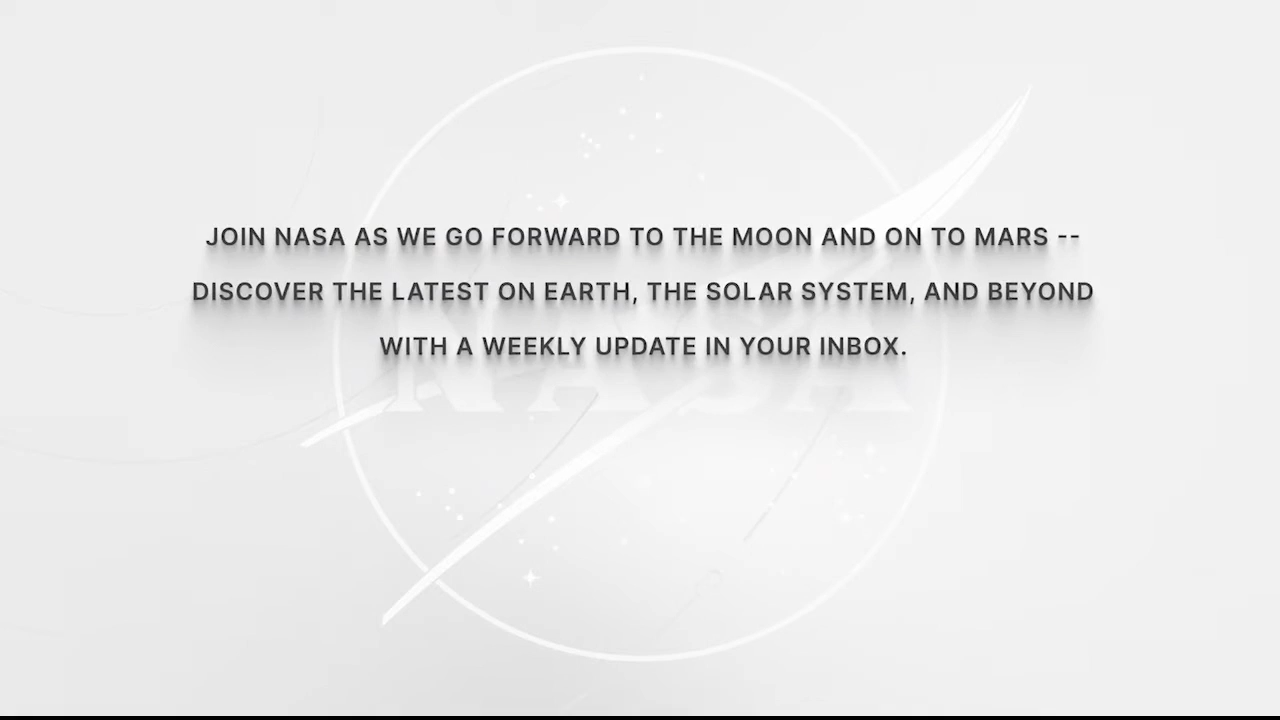 JOIN NASA AS WE GO FORWARD TO THE MOON AND ON TO MARS --
DISCOVER THE LATEST ON EARTH, THE SOLAR SYSTEM, AND BEYOND
WITH A WEEKLY UPDATE IN YOUR INBOX.
NASA